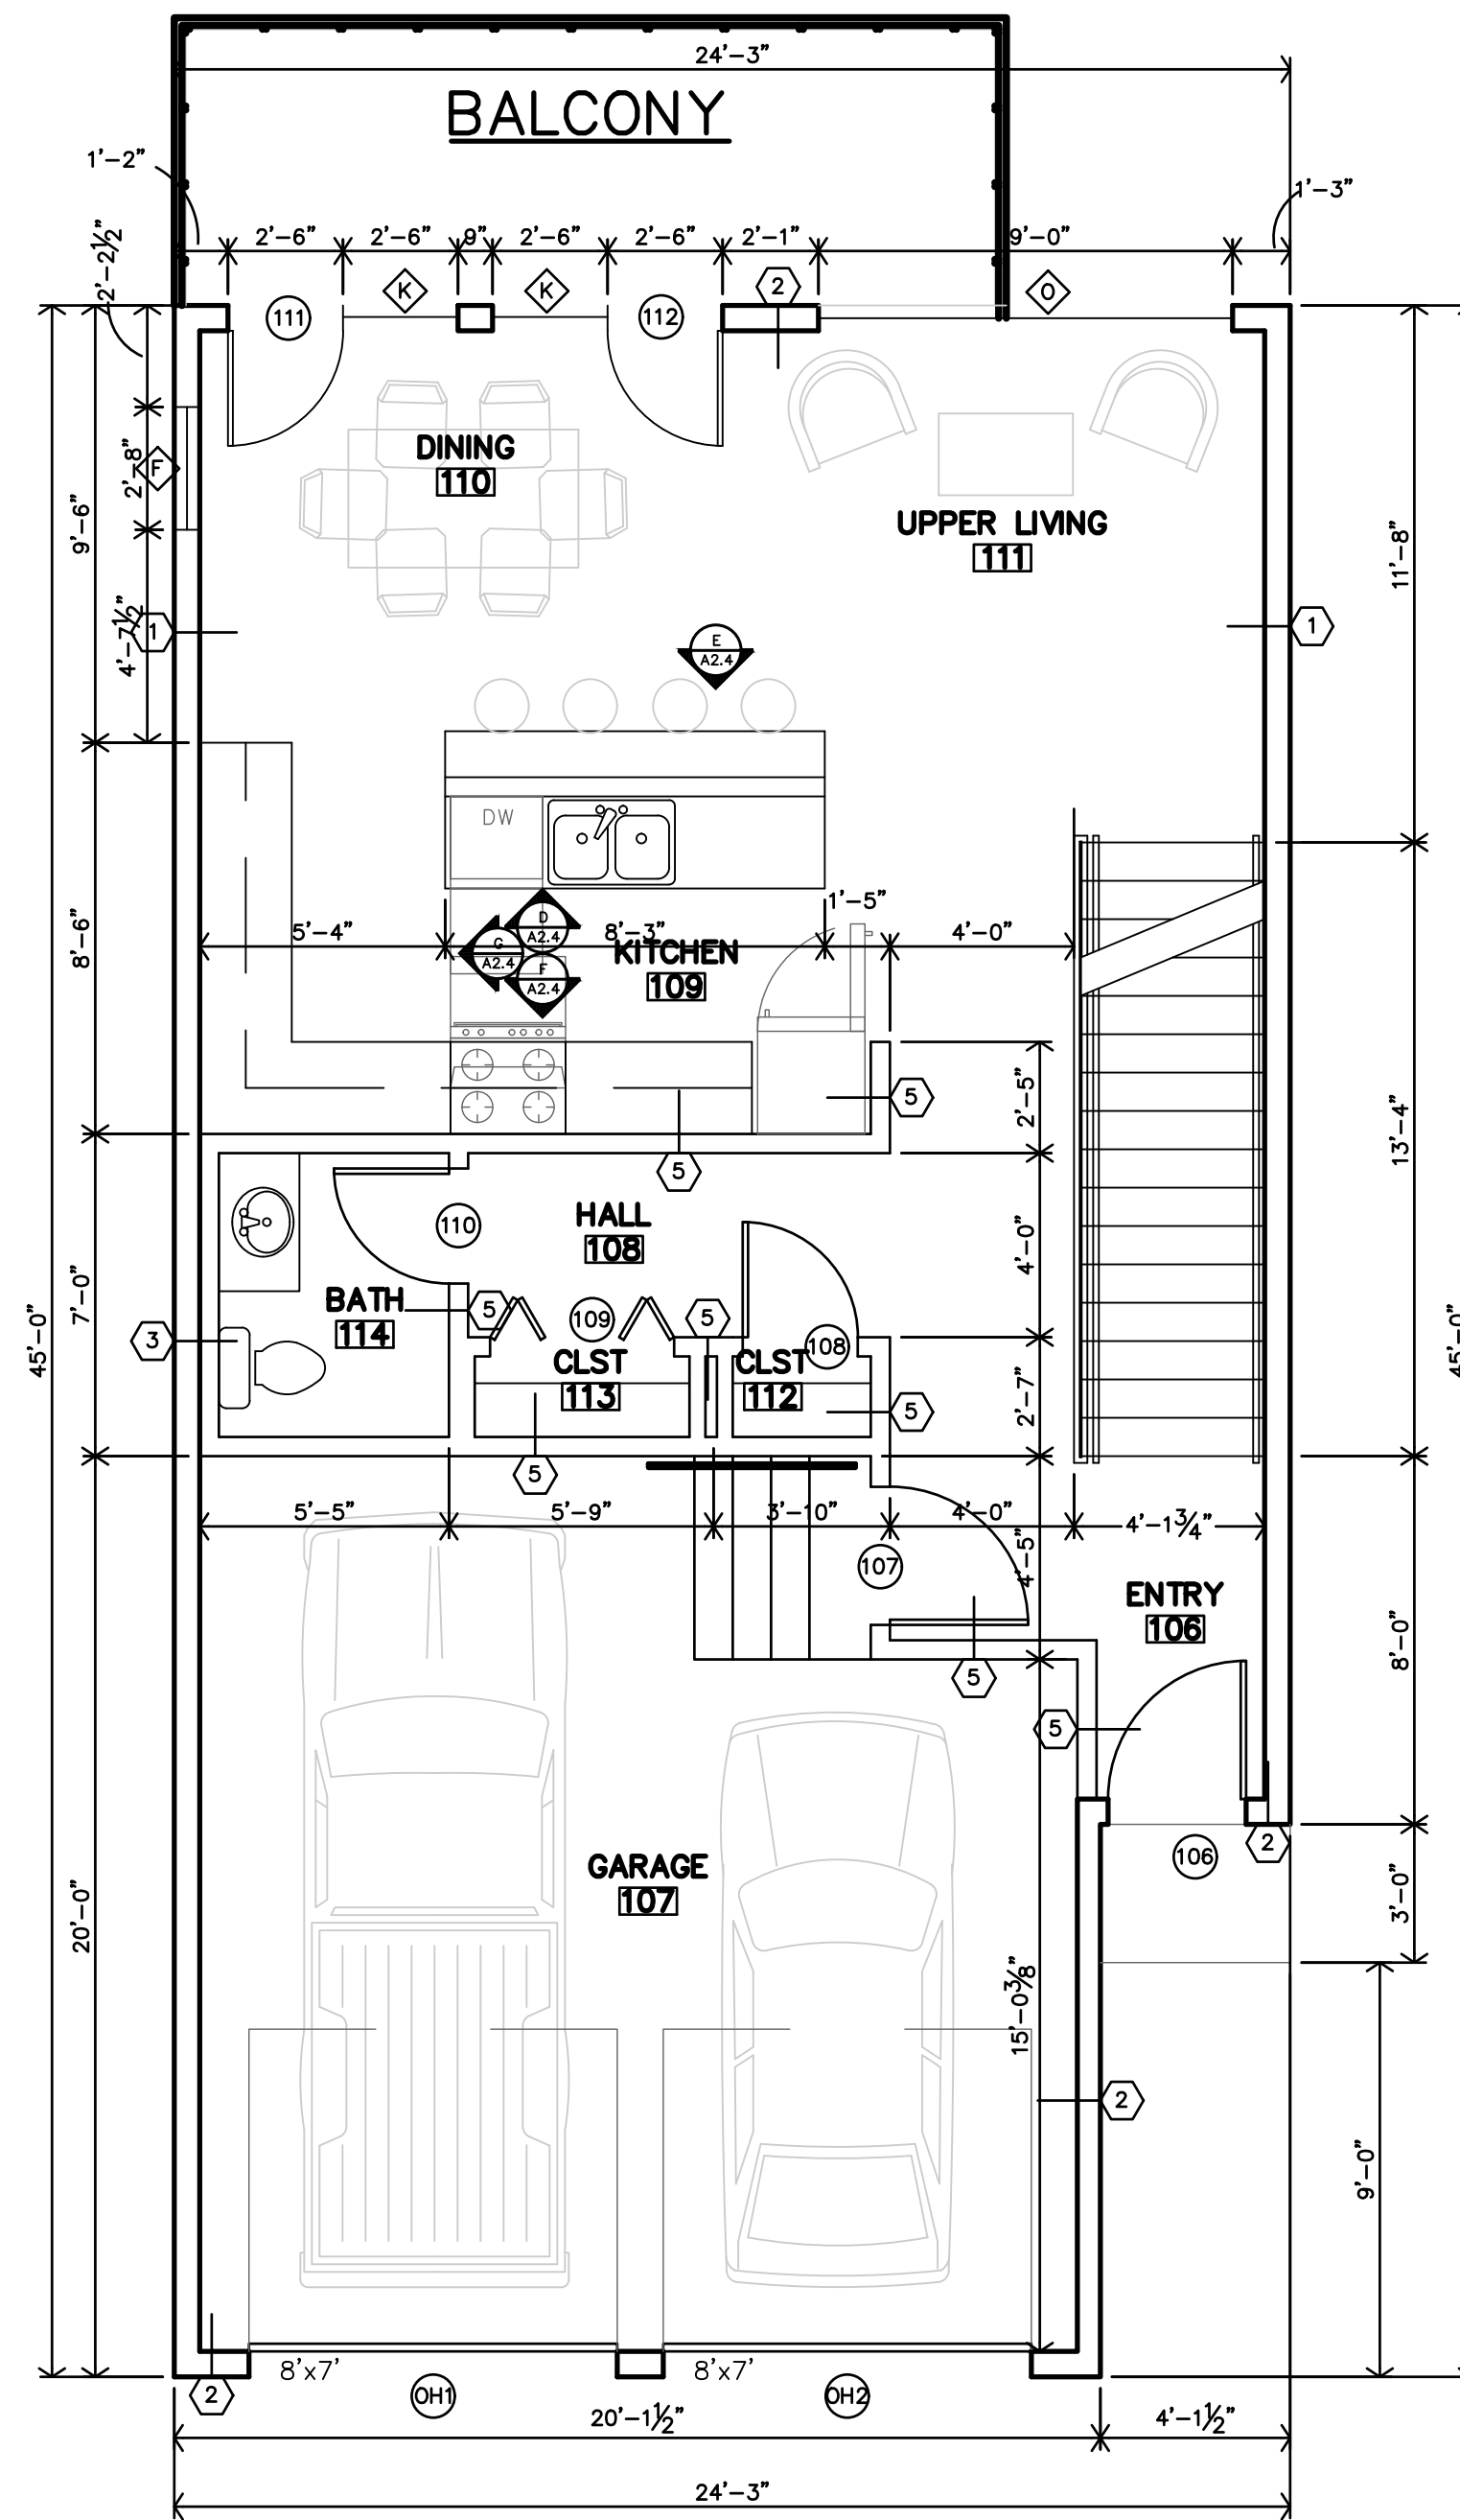 24'-3"
BALCONY
1'-2"
1'-3"
2'-2½"
2'-6"
2'-6"
9"
2'-6"
2'-6"
2'-1"
9'-0"
111
K
K
112
2
O
DINING
110
F
2'-8"
9'-6"
UPPER LIVING
111
11'-8"
4'-7½"
1
1
E
A2.4
DW
8'-6"
5'-4"
D
A2.4
G
A2.4
F
A2.4
8'-3"
KITCHEN
109
1'-5"
4'-0"
2'-5"
5
5
13'-4"
110
HALL
108
4'-0"
7'-0"
BATH
114
5
109
5
108
3
45'-0"
45'-0"
CLST
113
CLST
112
5
2'-7"
5
5'-5"
5'-9"
3'-10"
4'-0"
4'-1¾"
4'-5"
107
ENTRY
106
8'-0"
5
5
106
2
GARAGE
107
20'-0"
3'-0"
15'-0⅜"
2
9'-0"
8'x7'
8'x7'
2
OH1
OH2
20'-1½"
4'-1½"
24'-3"